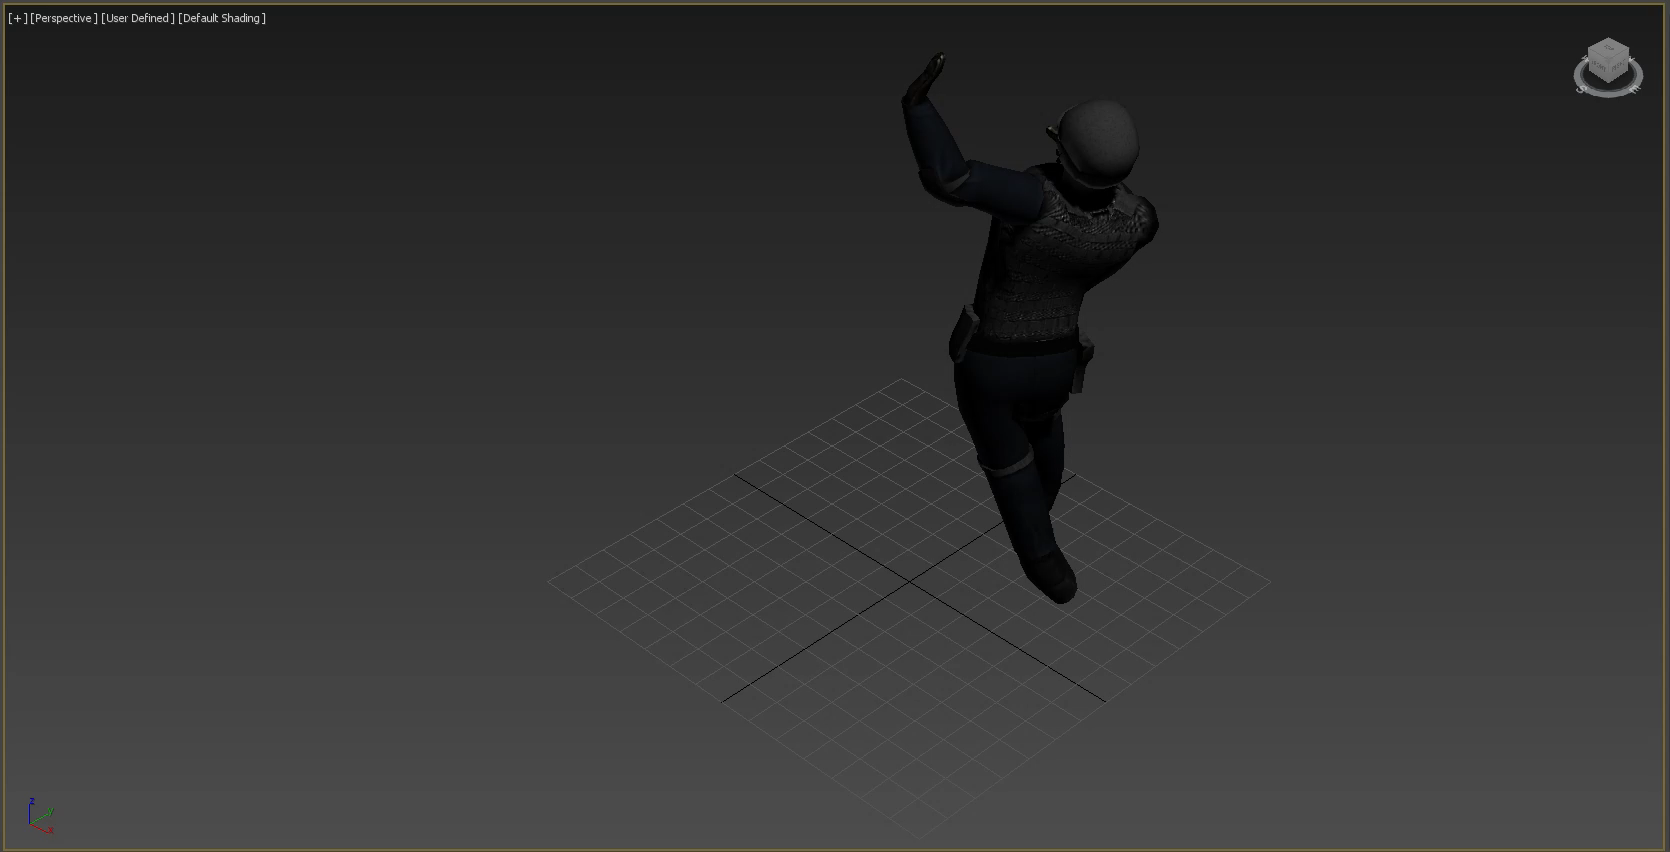 [+] [Perspective ] [User Defined ] [Default Shading ]
S
E
z
y
x